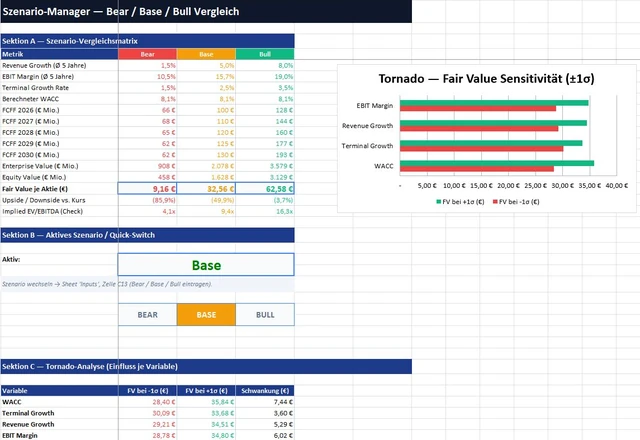 Szenario-Manager — Bear / Base / Bull Vergleich
Sektion A — Szenario-Vergleichsmatrix
Metrik Bear Base Bull
Revenue Growth (Ø 5 Jahre) 1,5% 5,0% 8,0%
EBIT Margin (Ø 5 Jahre) 10,5% 15,7% 19,0%
Terminal Growth Rate 1,5% 2,5% 3,5%
Berechneter WACC 8,1% 8,1% 8,1%
FCFF 2026 (€ Mio.) 66 € 100 € 128 €
FCFF 2027 (€ Mio.) 68 € 110 € 144 €
FCFF 2028 (€ Mio.) 65 € 120 € 160 €
FCFF 2029 (€ Mio.) 62 € 125 € 177 €
FCFF 2030 (€ Mio.) 62 € 130 € 193 €
Enterprise Value (€ Mio.) 908 € 2.078 € 3.579 €
Equity Value (€ Mio.) 458 € 1.628 € 3.129 €
Fair Value je Aktie (€) 9,16 € 32,56 € 62,58 €
Upside / Downside vs. Kurs (85,9%) (49,9%) (3,7%)
Implied EV/EBITDA (Check) 4,1x 9,4x 16,3x
Tornado — Fair Value Sensitivität (±1σ)
EBIT Margin
Revenue Growth
Terminal Growth
WACC
- 5,00 € 10,00 € 15,00 € 20,00 € 25,00 € 30,00 € 35,00 € 40,00 €
FV bei +1σ (€) FV bei -1σ (€)
Sektion B — Aktives Szenario / Quick-Switch
Aktiv: Base
Szenario wechseln → Sheet 'Inputs', Zelle C13 (Bear / Base / Bull eintragen).
BEAR BASE BULL
Sektion C — Tornado-Analyse (Einfluss je Variable)
Variable FV bei -1σ (€) FV bei +1σ (€) Schwankung (€)
WACC 28,40 € 35,84 € 7,44 €
Terminal Growth 30,09 € 33,68 € 3,60 €
Revenue Growth 29,21 € 34,51 € 5,29 €
EBIT Margin 28,78 € 34,80 € 6,02 €